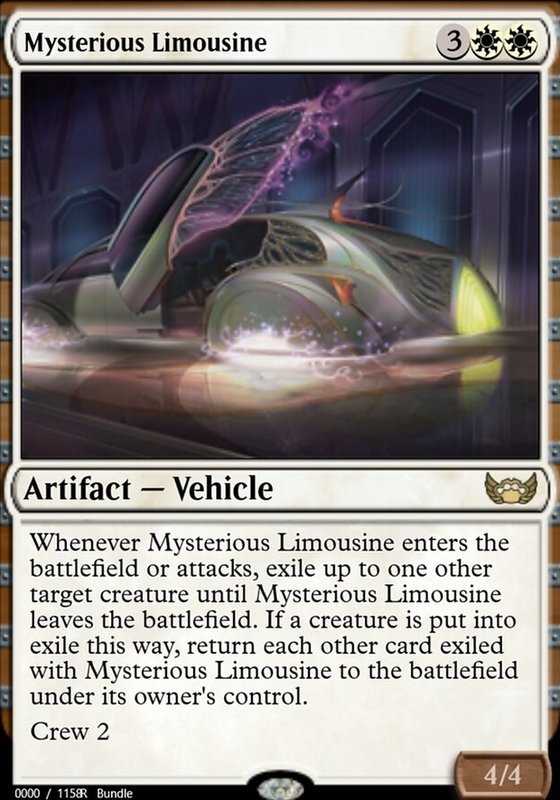 Mysterious Limousine
3
Artifact — Vehicle
Whenever Mysterious Limousine enters the
battlefield or attacks, exile up to one other
target creature until Mysterious Limousine
leaves the battlefield. If a creature is put into
exile this way, return each other card exiled
with Mysterious Limousine to the battlefield
under its owner's control.
Crew 2
4/4
0000 / 1158R Bundle